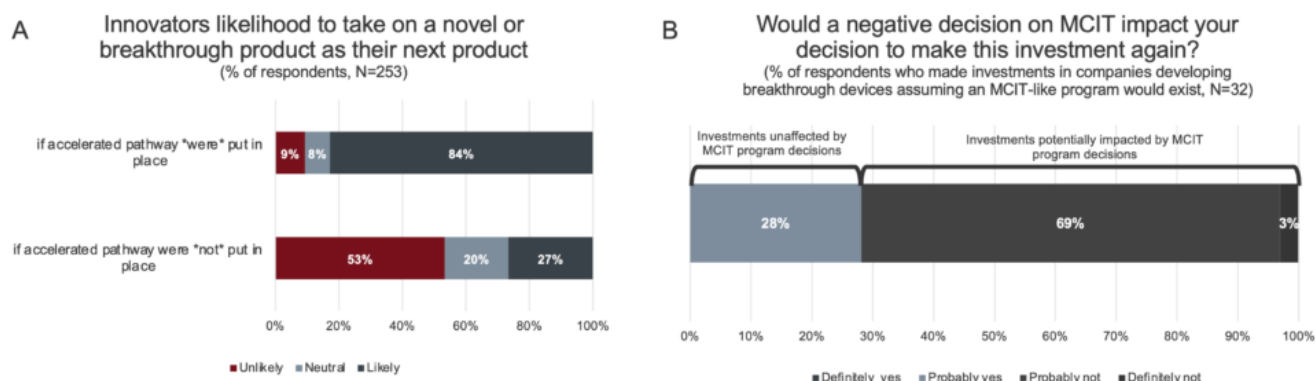 A
Innovators likelihood to take on a novel or
breakthrough product as their next product
(% of respondents, N=253)
if accelerated pathway *were* put in
place
9%
8%
84%
if accelerated pathway were *not* put in
place
53%
20%
27%
0%
20%
40%
60%
80%
100%
Unlikely
Neutral
Likely
B
Would a negative decision on MCIT impact your
decision to make this investment again?
(% of respondents who made investments in companies developing
breakthrough devices assuming an MCIT-like program would exist, N=32)
Investments unaffected by
MCIT program decisions
Investments potentially impacted by MCIT
program decisions
28%
69%
3%
0%
10%
20%
30%
40%
50%
60%
70%
80%
90%
100%
Definitely yes
Probably yes
Probably not
Definitely not